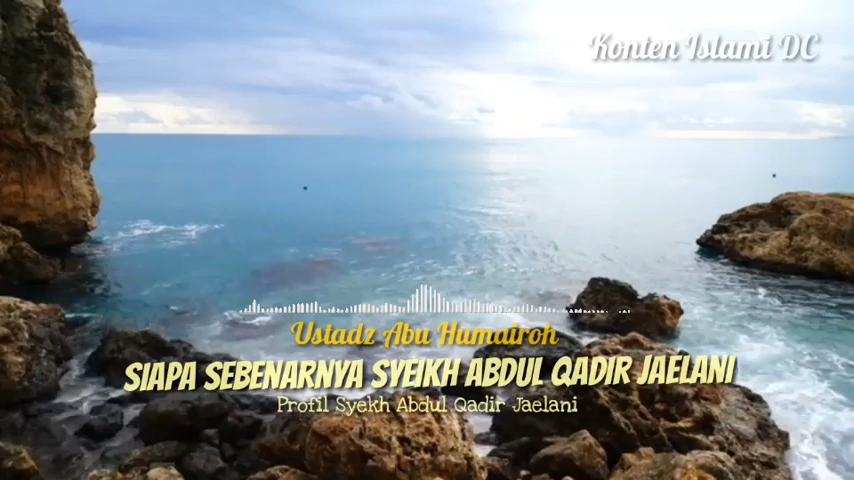 Konten Islami DC
Ustadz Abu Humairoh
SIAPA SEBENARNYA SYEIKH ABDUL QADIR JAELANI
Profil Syekh Abdul Qadir Jaelani